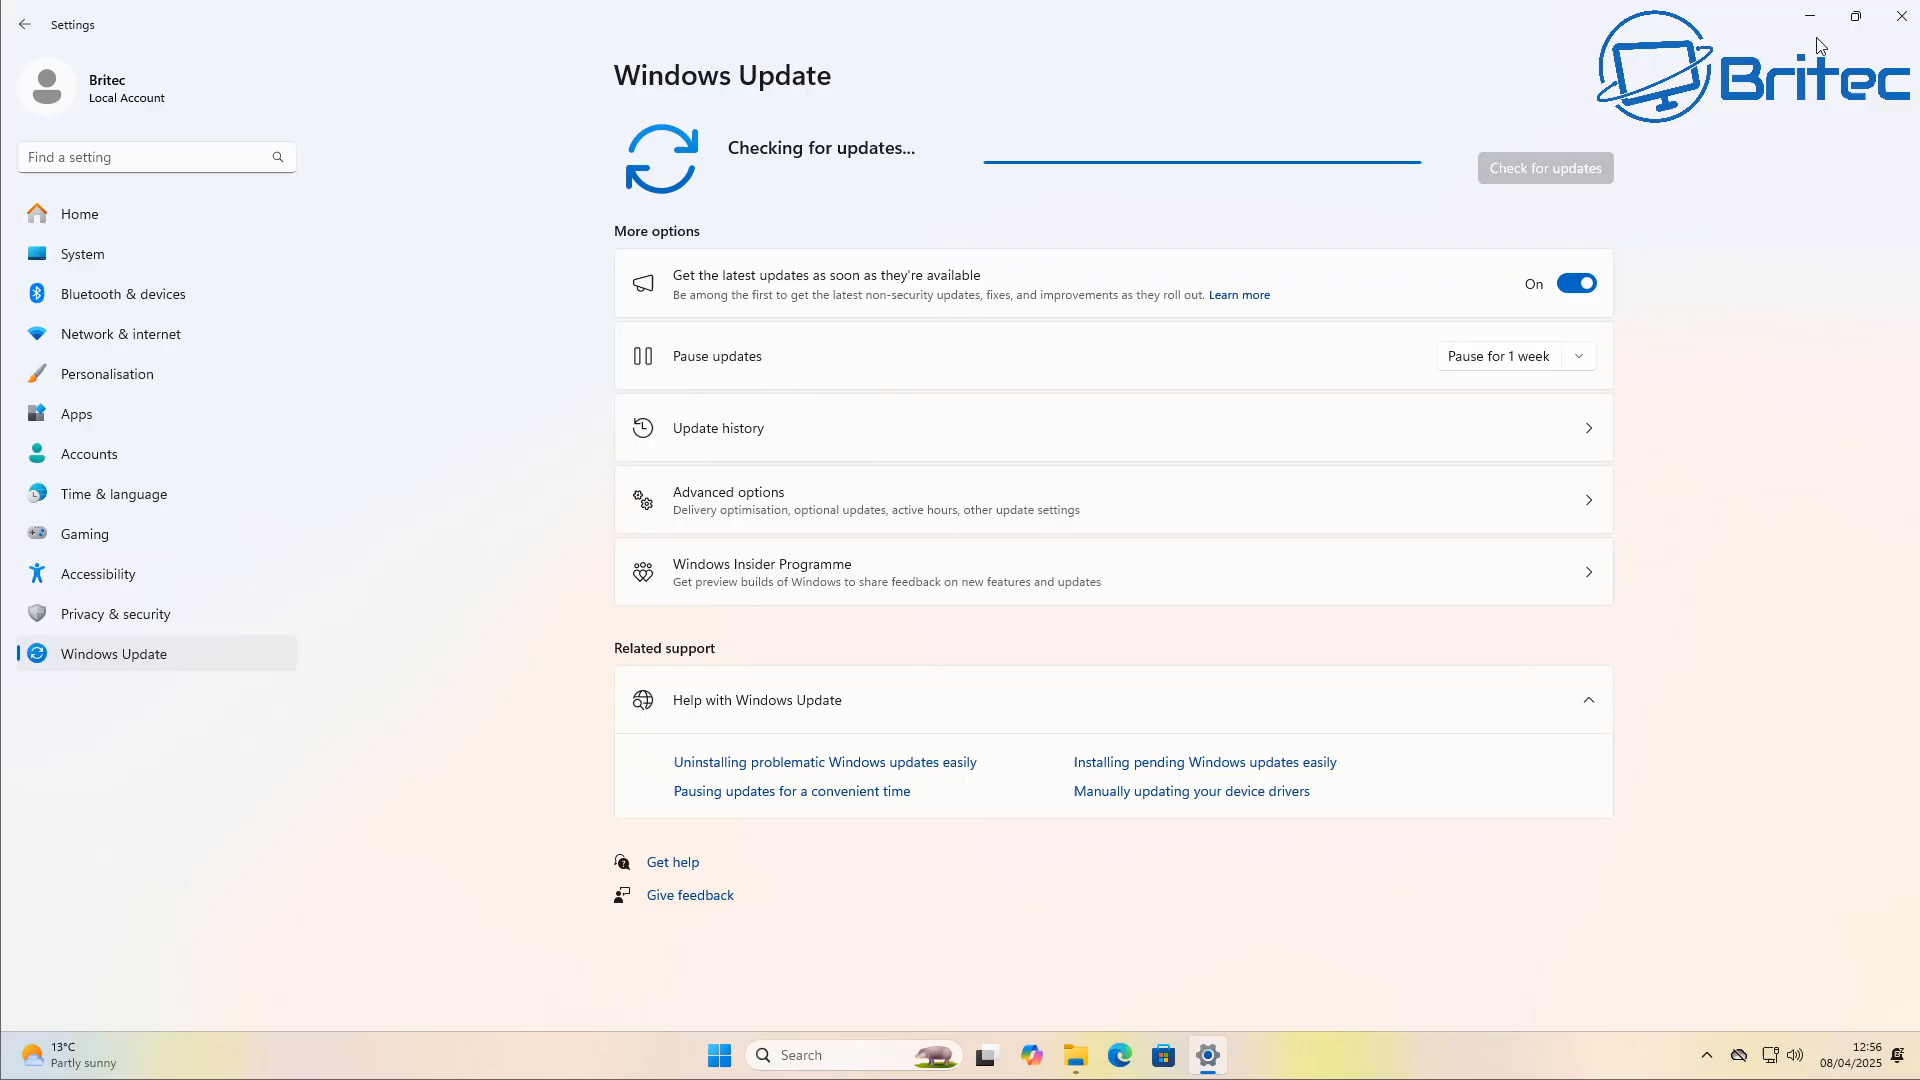 Settings
Britec
Local Account
Find a setting
Home
System
Bluetooth & devices
Network & internet
Personalisation
Apps
Accounts
Time & language
Gaming
Accessibility
Privacy & security
Windows Update
Windows Update
Britec
Checking for updates...
Check for updates
More options
Get the latest updates as soon as they're available
Be among the first to get the latest non-security updates, fixes, and improvements as they roll out. Learn more
On
Pause updates
Pause for 1 week
Update history
Advanced options
Delivery optimisation, optional updates, active hours, other update settings
Windows Insider Programme
Get preview builds of Windows to share feedback on new features and updates
Related support
Help with Windows Update
Uninstalling problematic Windows updates easily
Installing pending Windows updates easily
Pausing updates for a convenient time
Manually updating your device drivers
Get help
Give feedback
13°C
Partly sunny
Search
12:56
08/04/2025